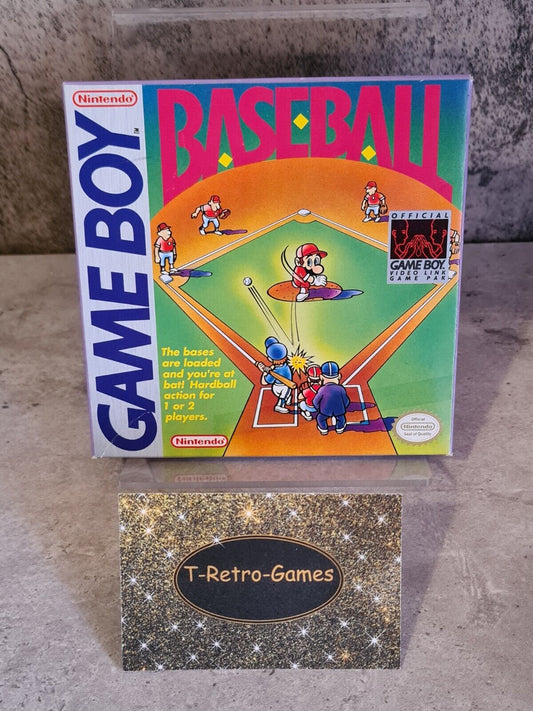 Nintendo
GAME BOY
TM
BASEBALL
OFFICIAL
GAME BOY
VIDEO LINK
GAME PAK
The bases
are loaded
and you're at
bat! Hardball
action for
1 or 2
players.
Nintendo
Official
Nintendo
Seal of Quality
T-Retro-Games